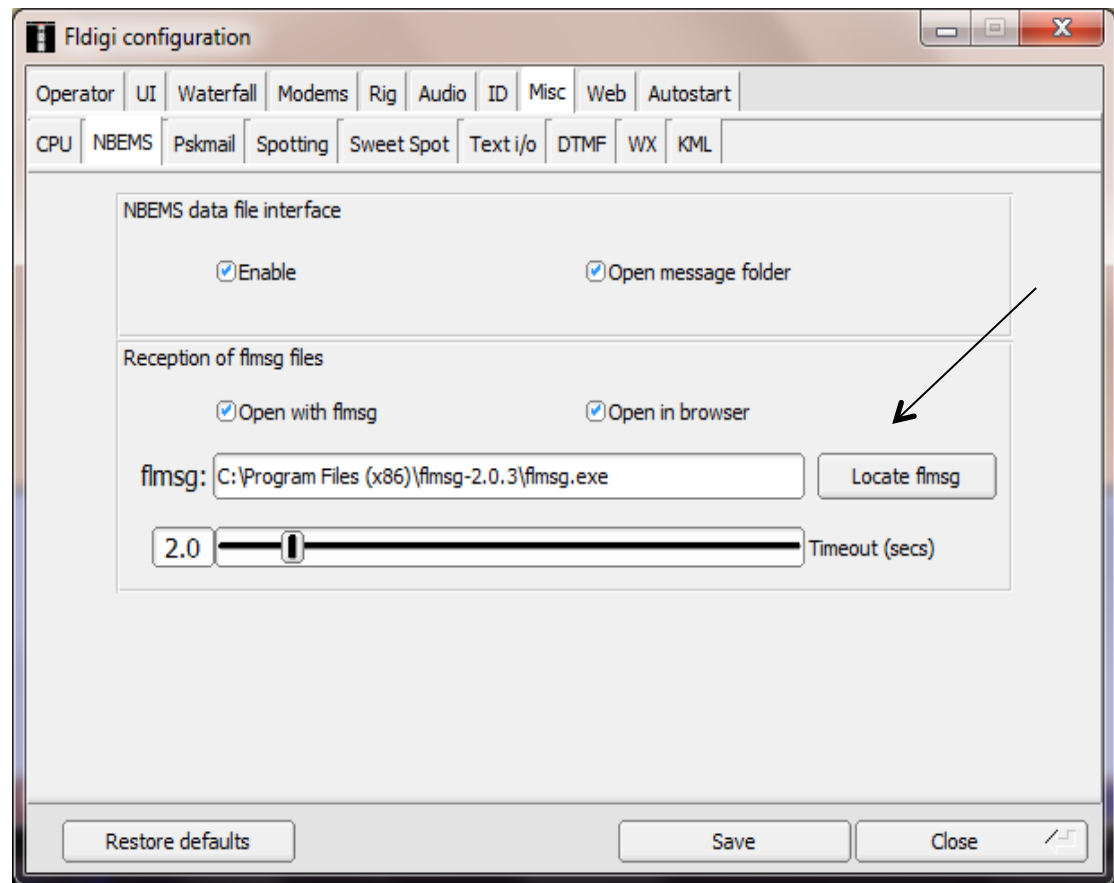 Fldigi configuration
Operator UI Waterfall Modems Rig Audio ID Misc Web Autostart
CPU NBEMS Pskmail Spotting Sweet Spot Text i/o DTMF WX KML
NBEMS data file interface
Enable Open message folder
Reception of flmsg files
Open with flmsg Open in browser
flmsg: C:\Program Files (x86)\flmsg-2.0.3\flmsg.exe Locate flmsg
2.0 Timeout (secs)
Restore defaults Save Close